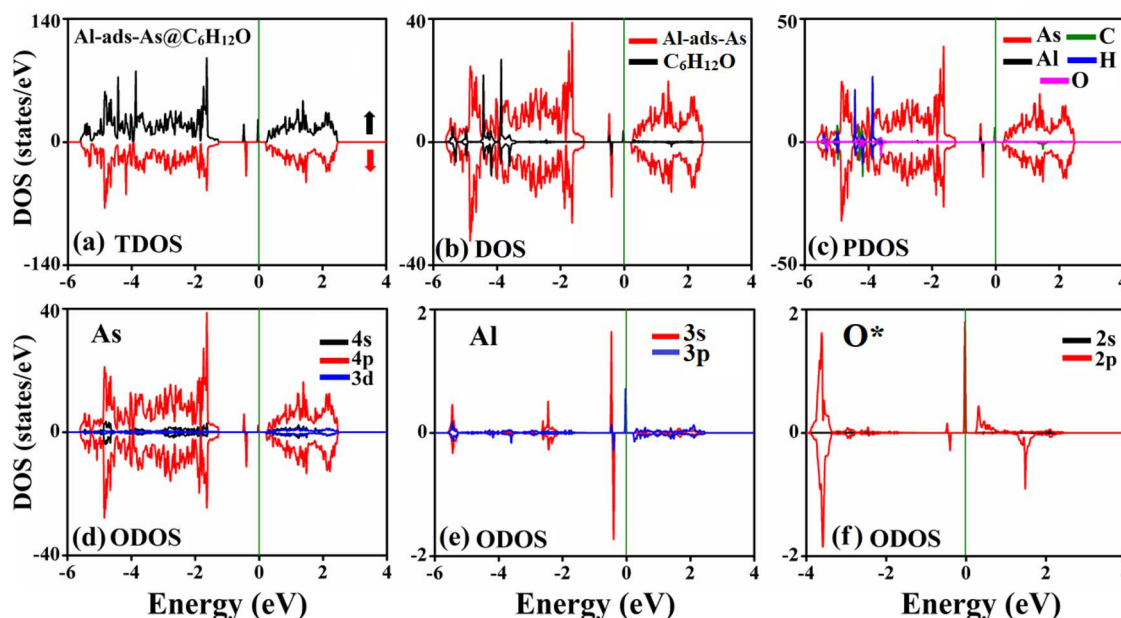 140
Al-ads-As@C₆H₁₂O
70
0
-70
-140
DOS (states/eV)
(a) TDOS
-6 -4 -2 0 2 4
40
Al-ads-As
C₆H₁₂O
0
-40
(b) DOS
-6 -4 -2 0 2 4
50
As C
Al H
O
0
-50
(c) PDOS
-6 -4 -2 0 2 4
40
As
4s
4p
3d
0
-40
DOS (states/eV)
(d) ODOS
-6 -4 -2 0 2 4
Energy (eV)
2
Al
3s
3p
0
-2
(e) ODOS
-6 -4 -2 0 2 4
Energy (eV)
2
O*
2s
2p
0
-2
(f) ODOS
-4 -2 0 2 4
Energy (eV)